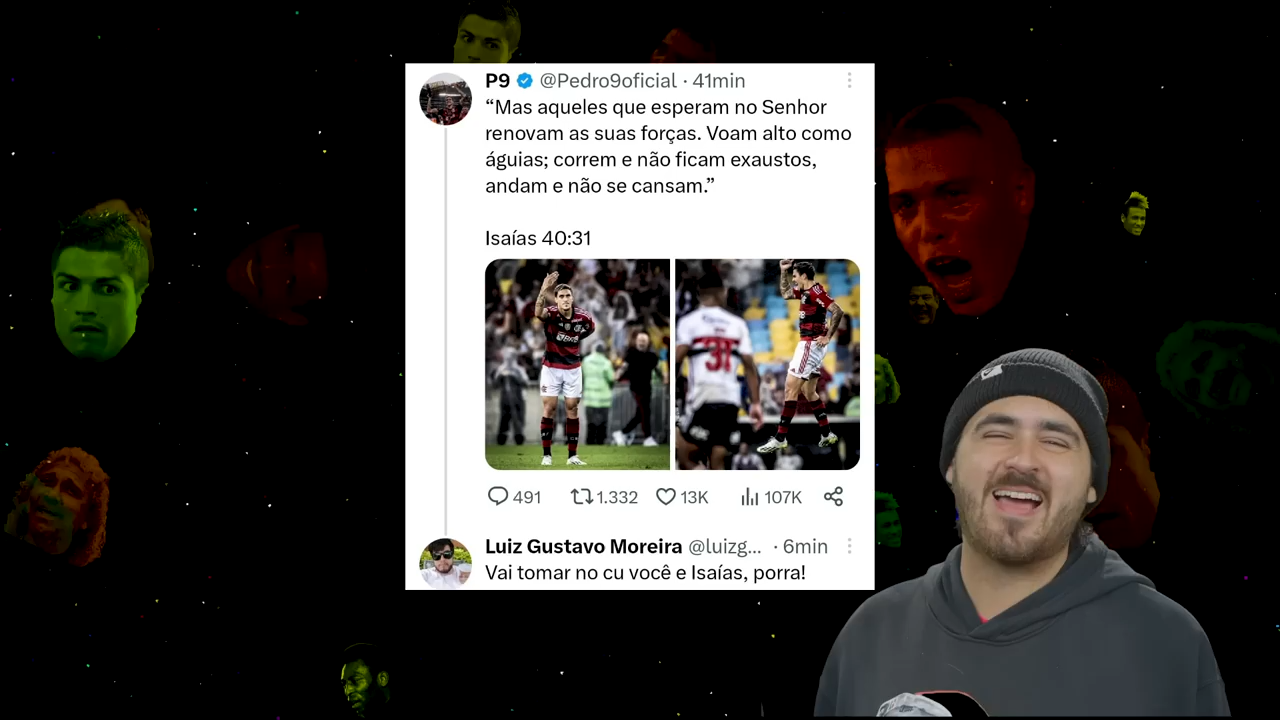 P9 @Pedro9oficial · 41min
“Mas aqueles que esperam no Senhor
renovam as suas forças. Voam alto como
águias; correm e não ficam exaustos,
andam e não se cansam.”
Isaías 40:31
31
491 1.332 13K 107K
Luiz Gustavo Moreira @luizg... · 6min
Vai tomar no cu você e Isaías, porra!